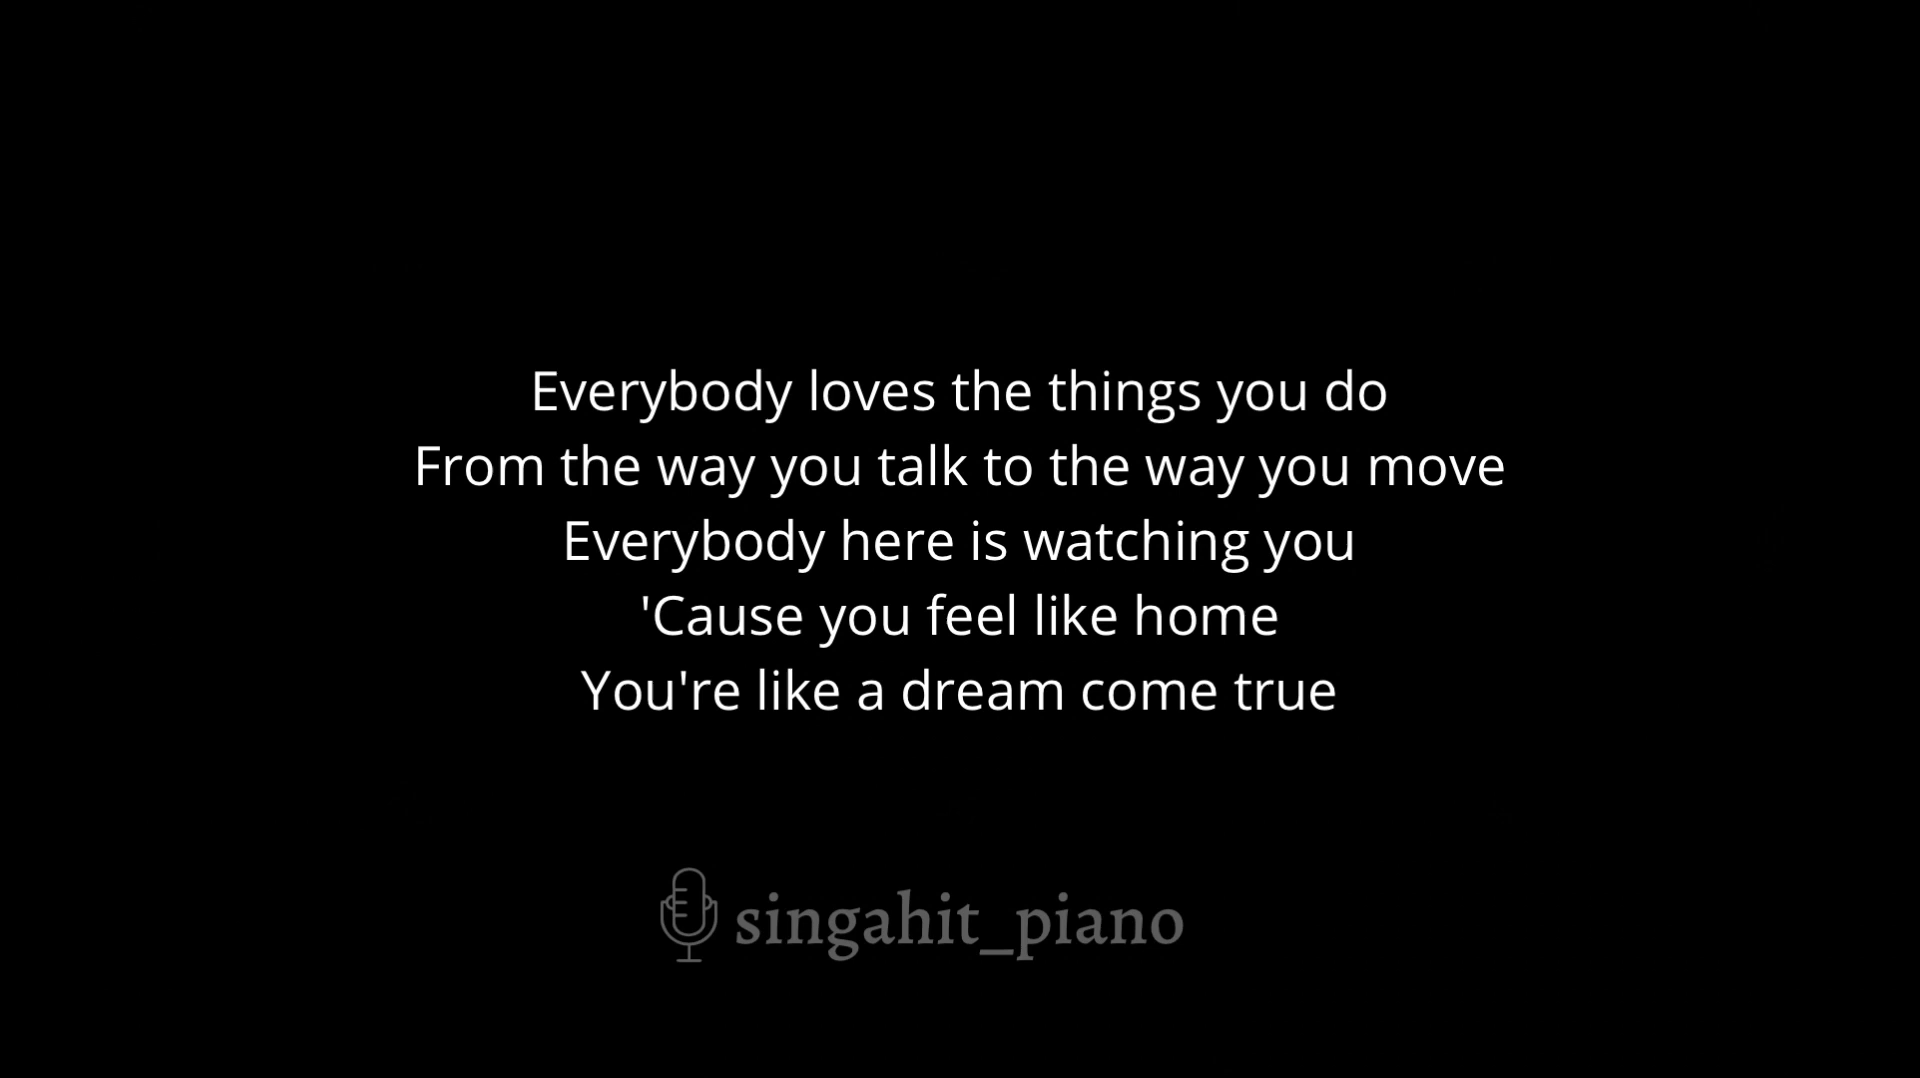 Everybody loves the things you do
From the way you talk to the way you move
Everybody here is watching you
'Cause you feel like home
You're like a dream come true
singahit_piano